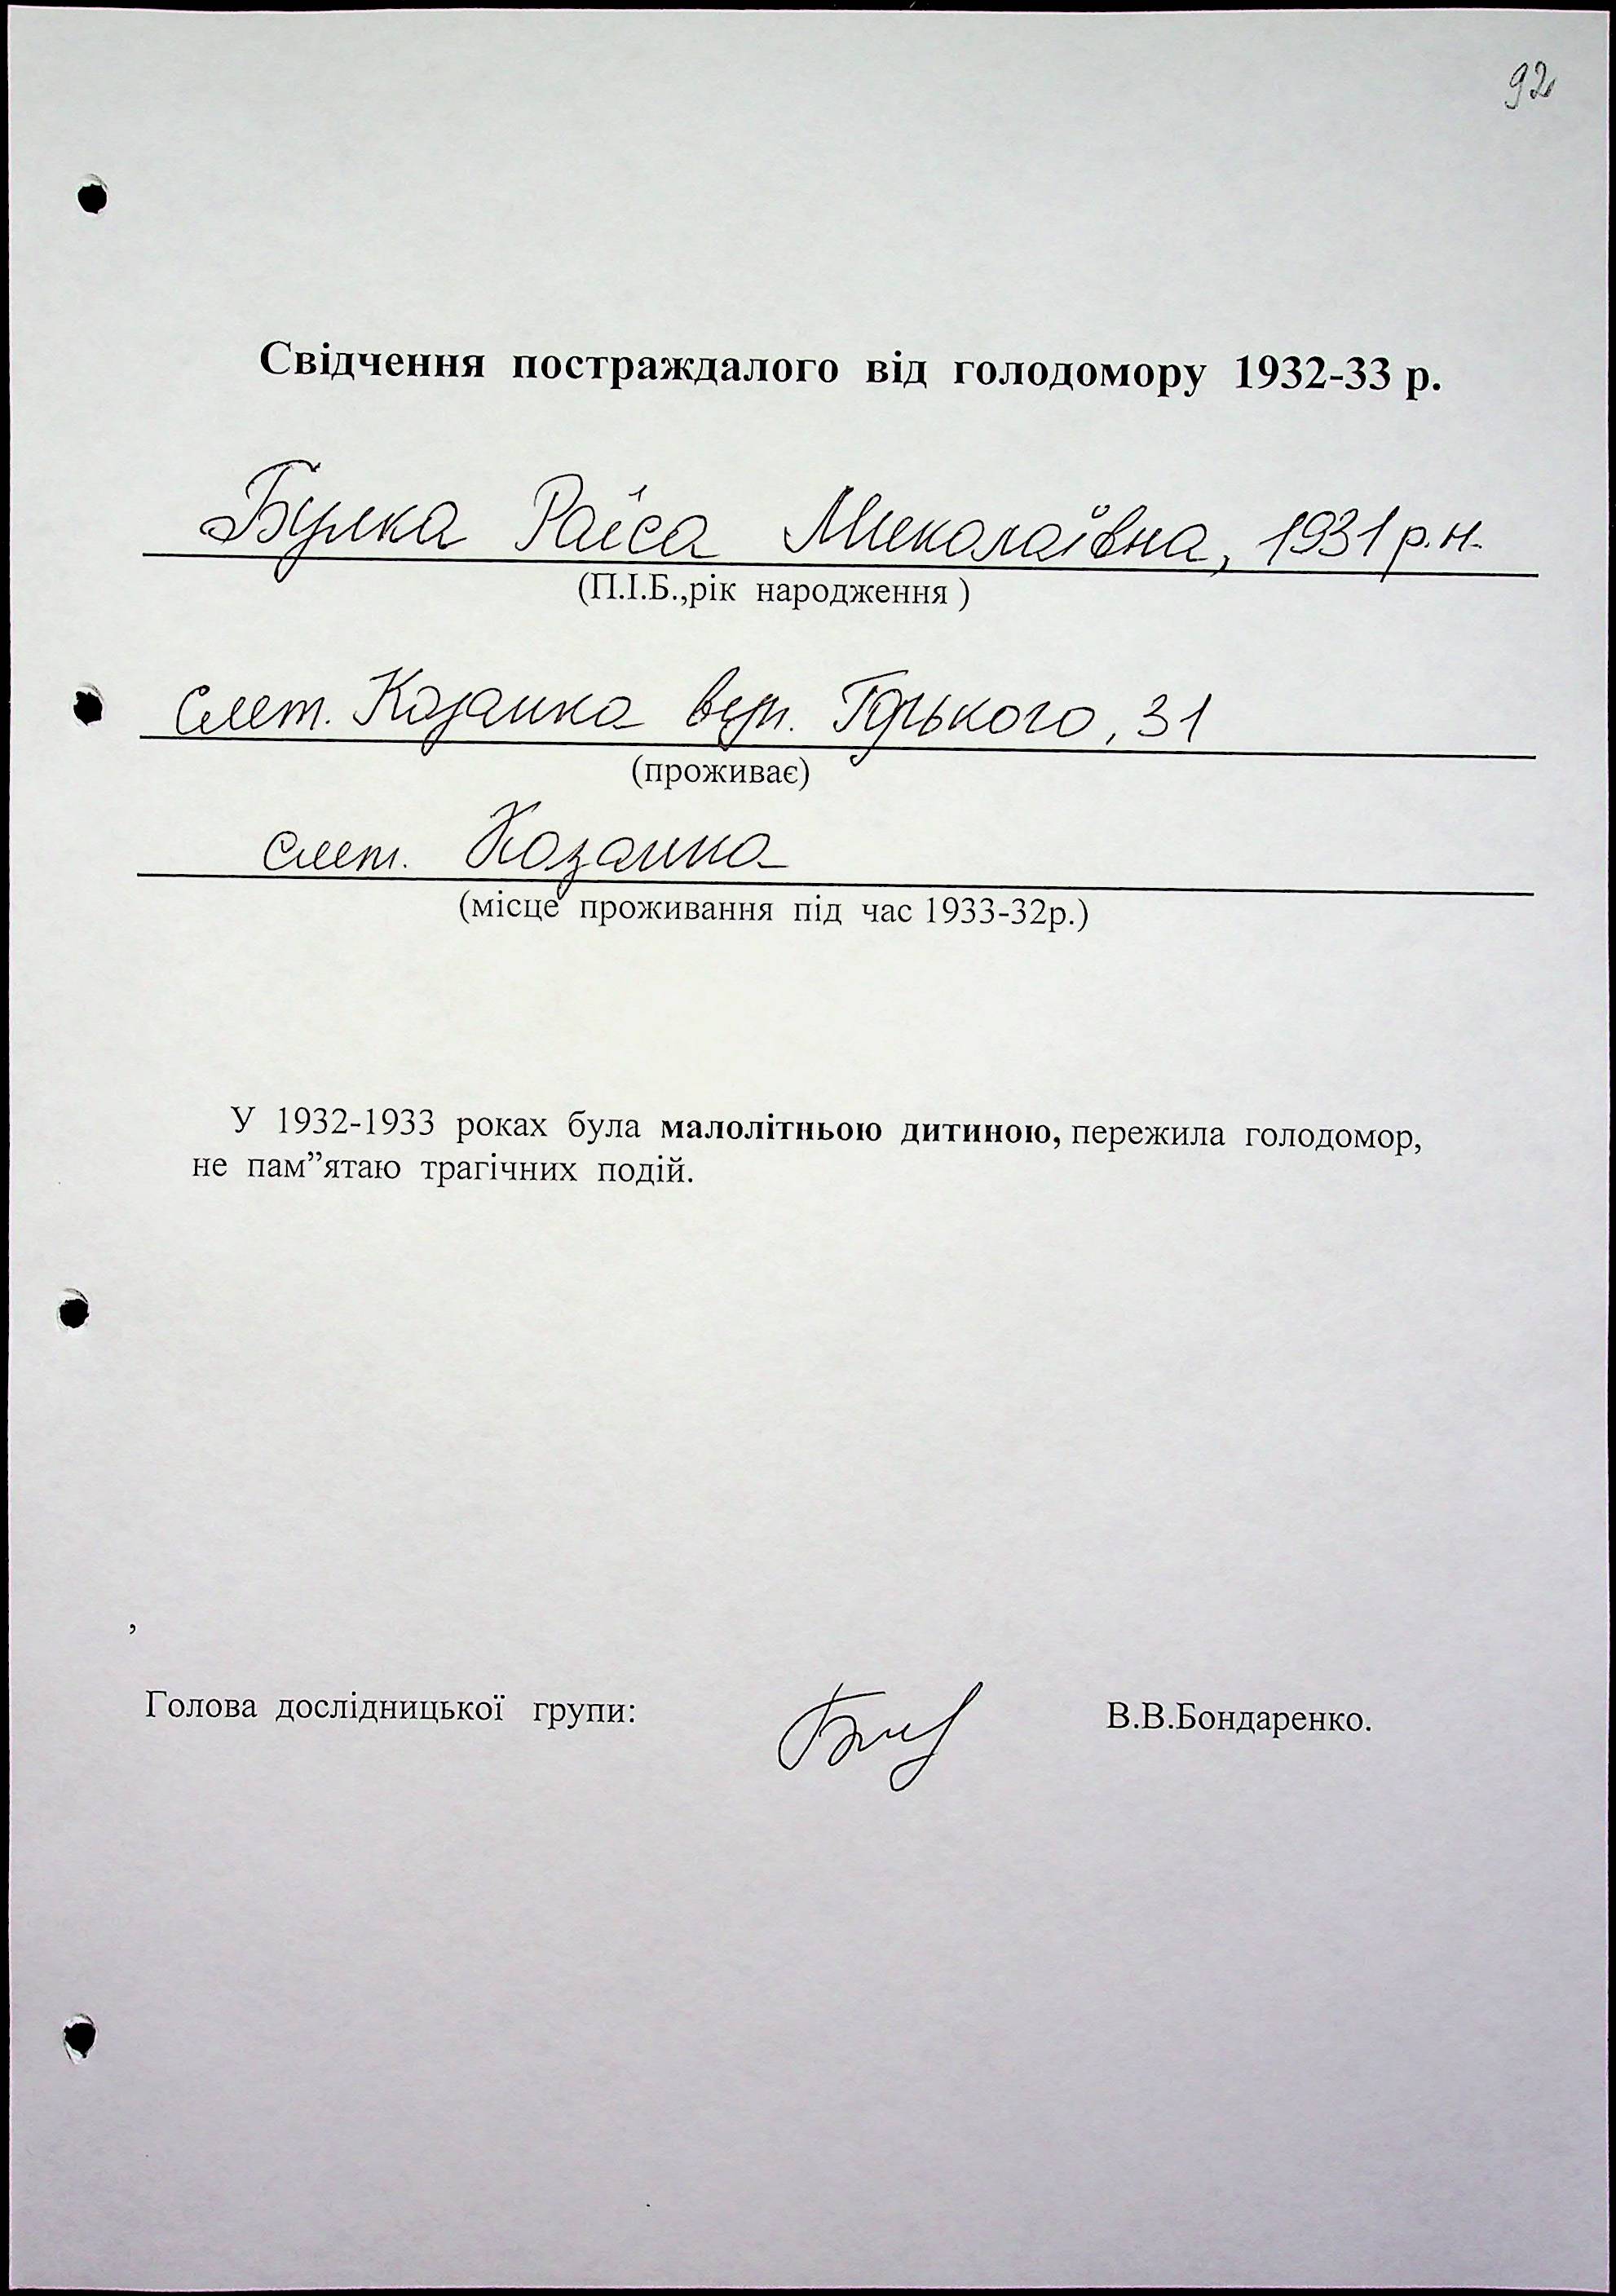 92
Свідчення постраждалого від голодомору 1932-33 р.
Булка Раїса Миколаївна, 1931 р.н.
(П.І.Б.,рік народження )
смт. Казанка вул. Горького, 31
(проживає)
смт. Казанка
(місце проживання під час 1933-32р.)
У 1932-1933 роках була малолітньою дитиною, пережила голодомор,
не пам”ятаю трагічних подій.
,
Голова дослідницької групи: В.В.Бондаренко.